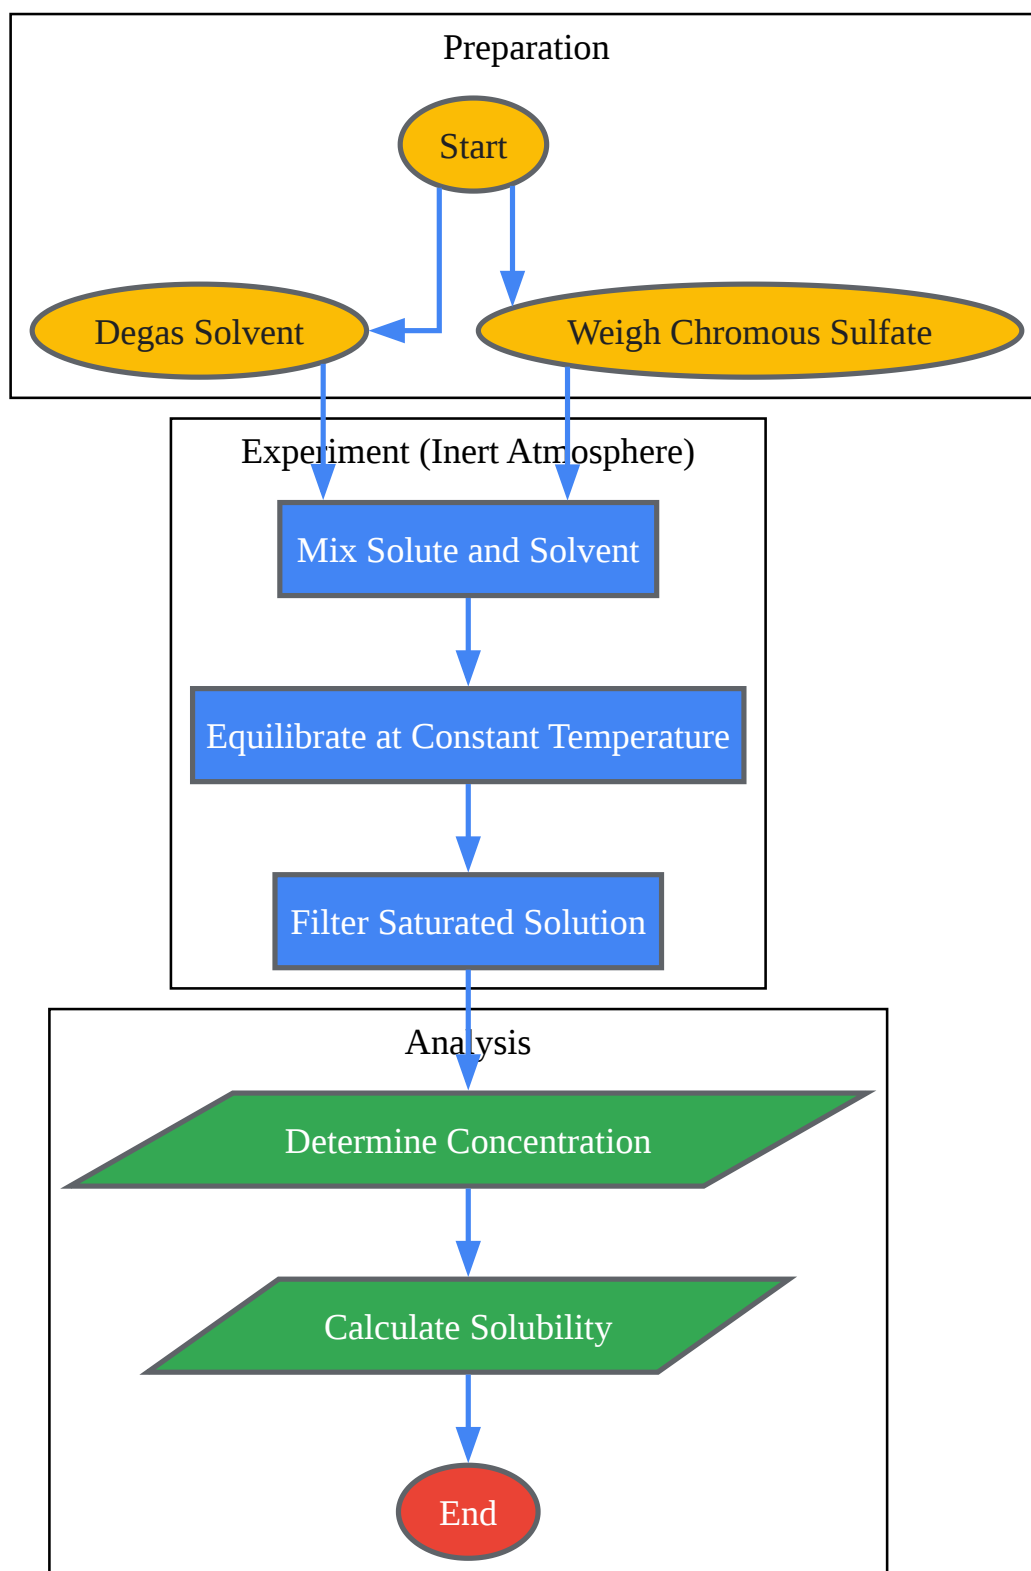 Preparation
Start
Degas Solvent
Weigh Chromous Sulfate
Experiment (Inert Atmosphere)
Mix Solute and Solvent
Equilibrate at Constant Temperature
Filter Saturated Solution
Analysis
Determine Concentration
Calculate Solubility
End